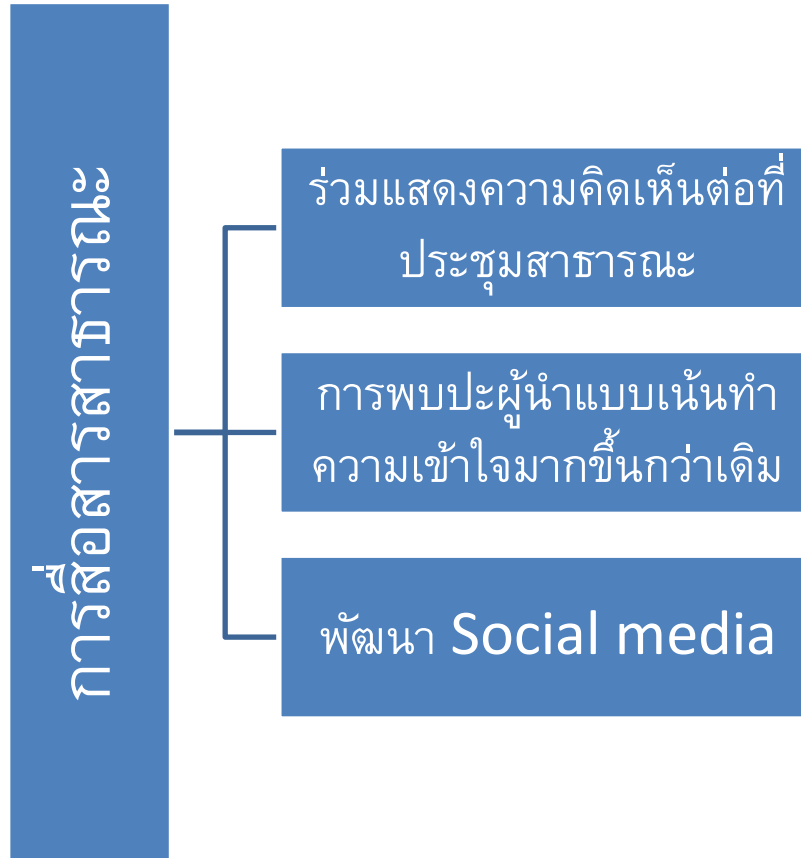 การสื่อสารสาธารณะ
ร่วมแสดงความคิดเห็นต่อที่
ประชุมสาธารณะ
การพบปะผู้นำแบบเน้นทำ
ความเข้าใจมากขึ้นกว่าเดิม
พัฒนา Social media